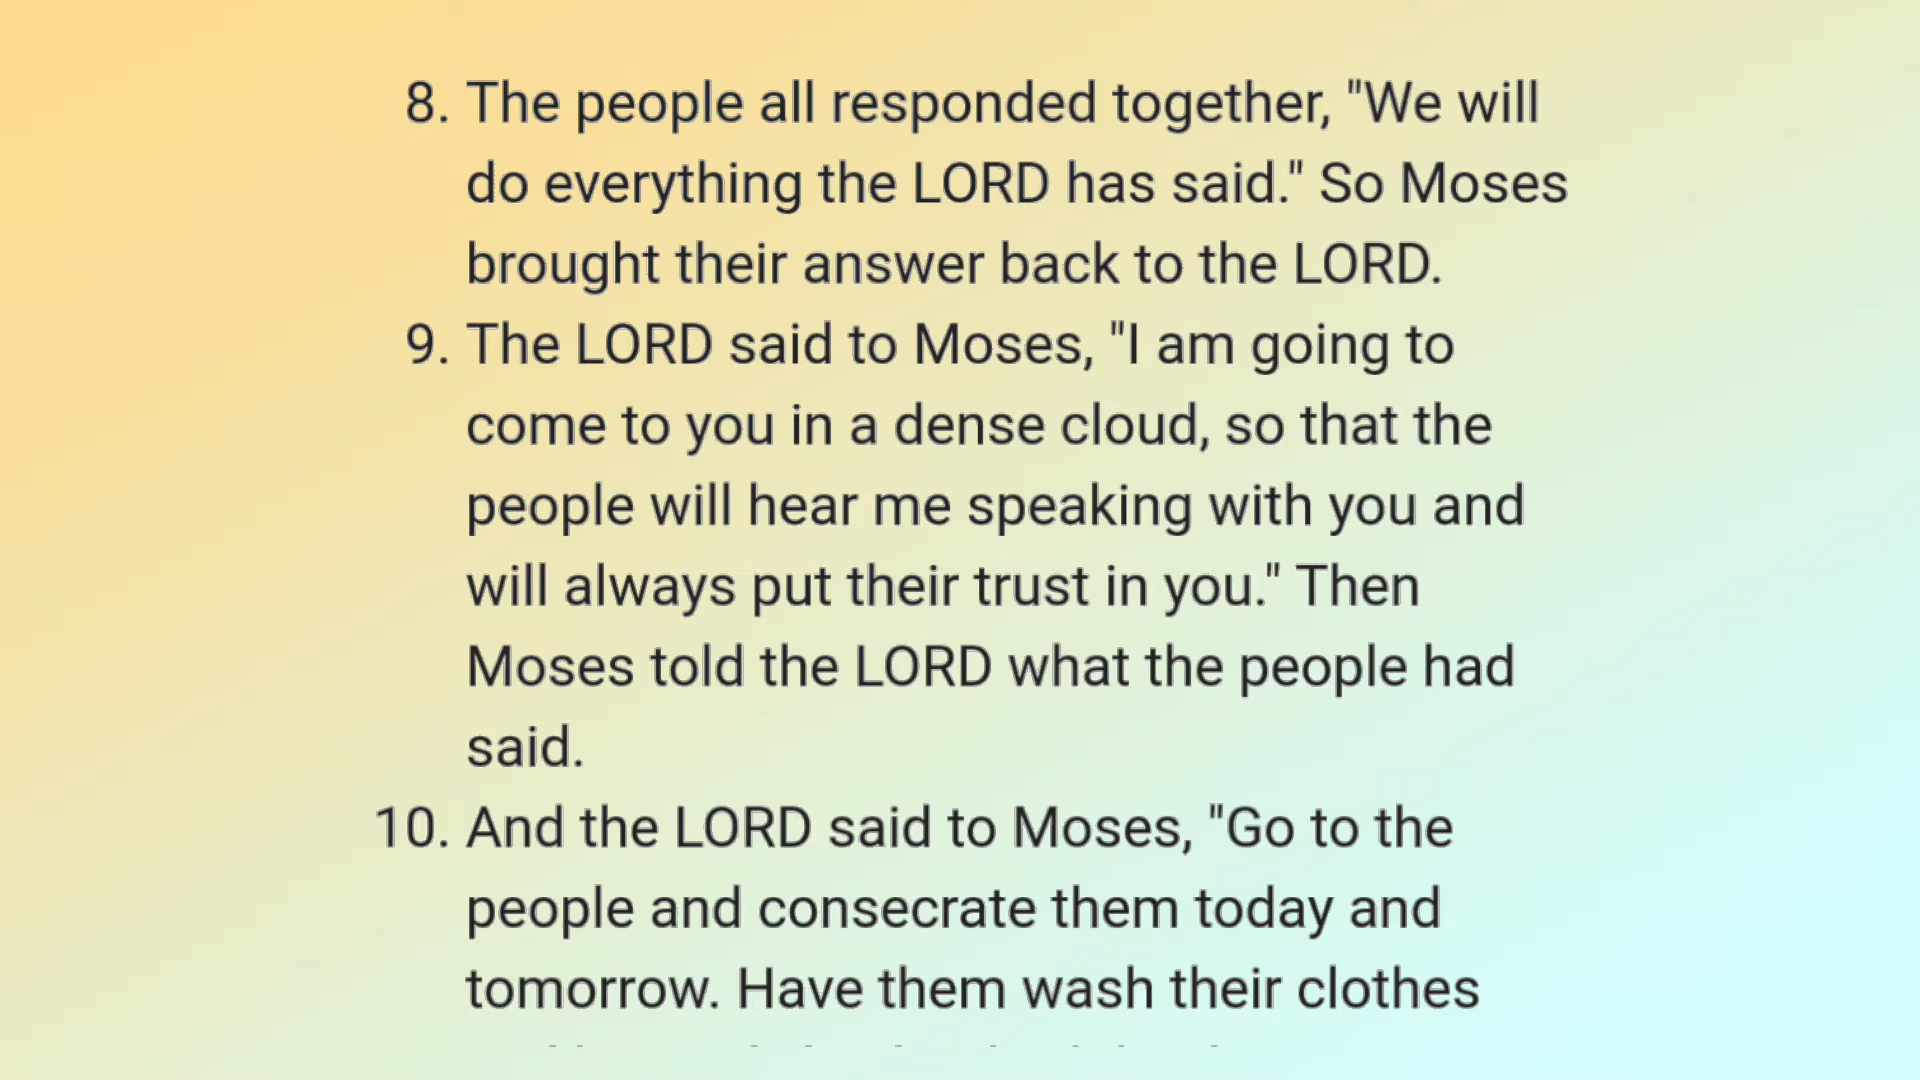 8. The people all responded together, "We will
do everything the LORD has said." So Moses
brought their answer back to the LORD.
9. The LORD said to Moses, "I am going to
come to you in a dense cloud, so that the
people will hear me speaking with you and
will always put their trust in you." Then
Moses told the LORD what the people had
said.
10. And the LORD said to Moses, "Go to the
people and consecrate them today and
tomorrow. Have them wash their clothes